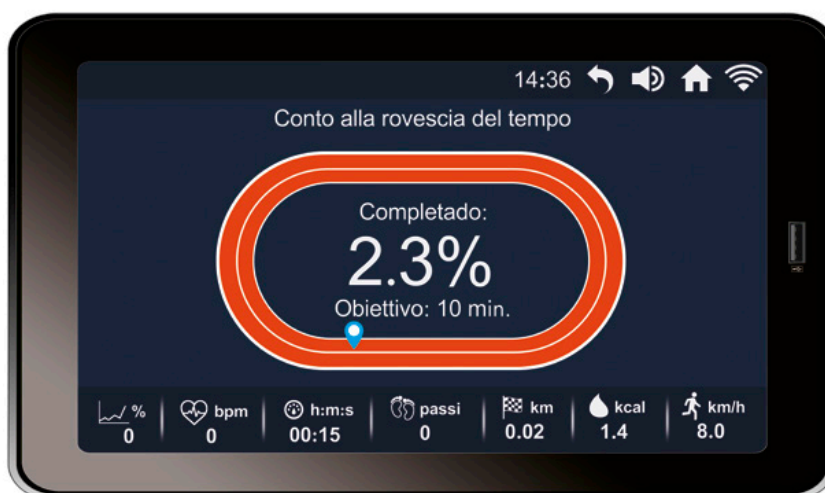 14:36
Conto alla rovescia del tempo
Completado:
2.3%
Obiettivo: 10 min.
% bpm h:m:s passi km kcal km/h
0 0 00:15 0 0.02 1.4 8.0